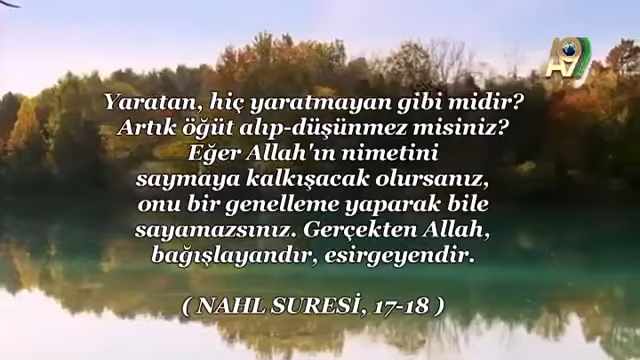 A9
Yaratan, hiç yaratmayan gibi midir?
Artık öğüt alıp-düşünmez misiniz?
Eğer Allah'ın nimetini
saymaya kalkışacak olursanız,
onu bir genelleme yaparak bile
sayamazsınız. Gerçekten Allah,
bağışlayandır, esirgeyendir.
( NAHL SURESİ, 17-18 )